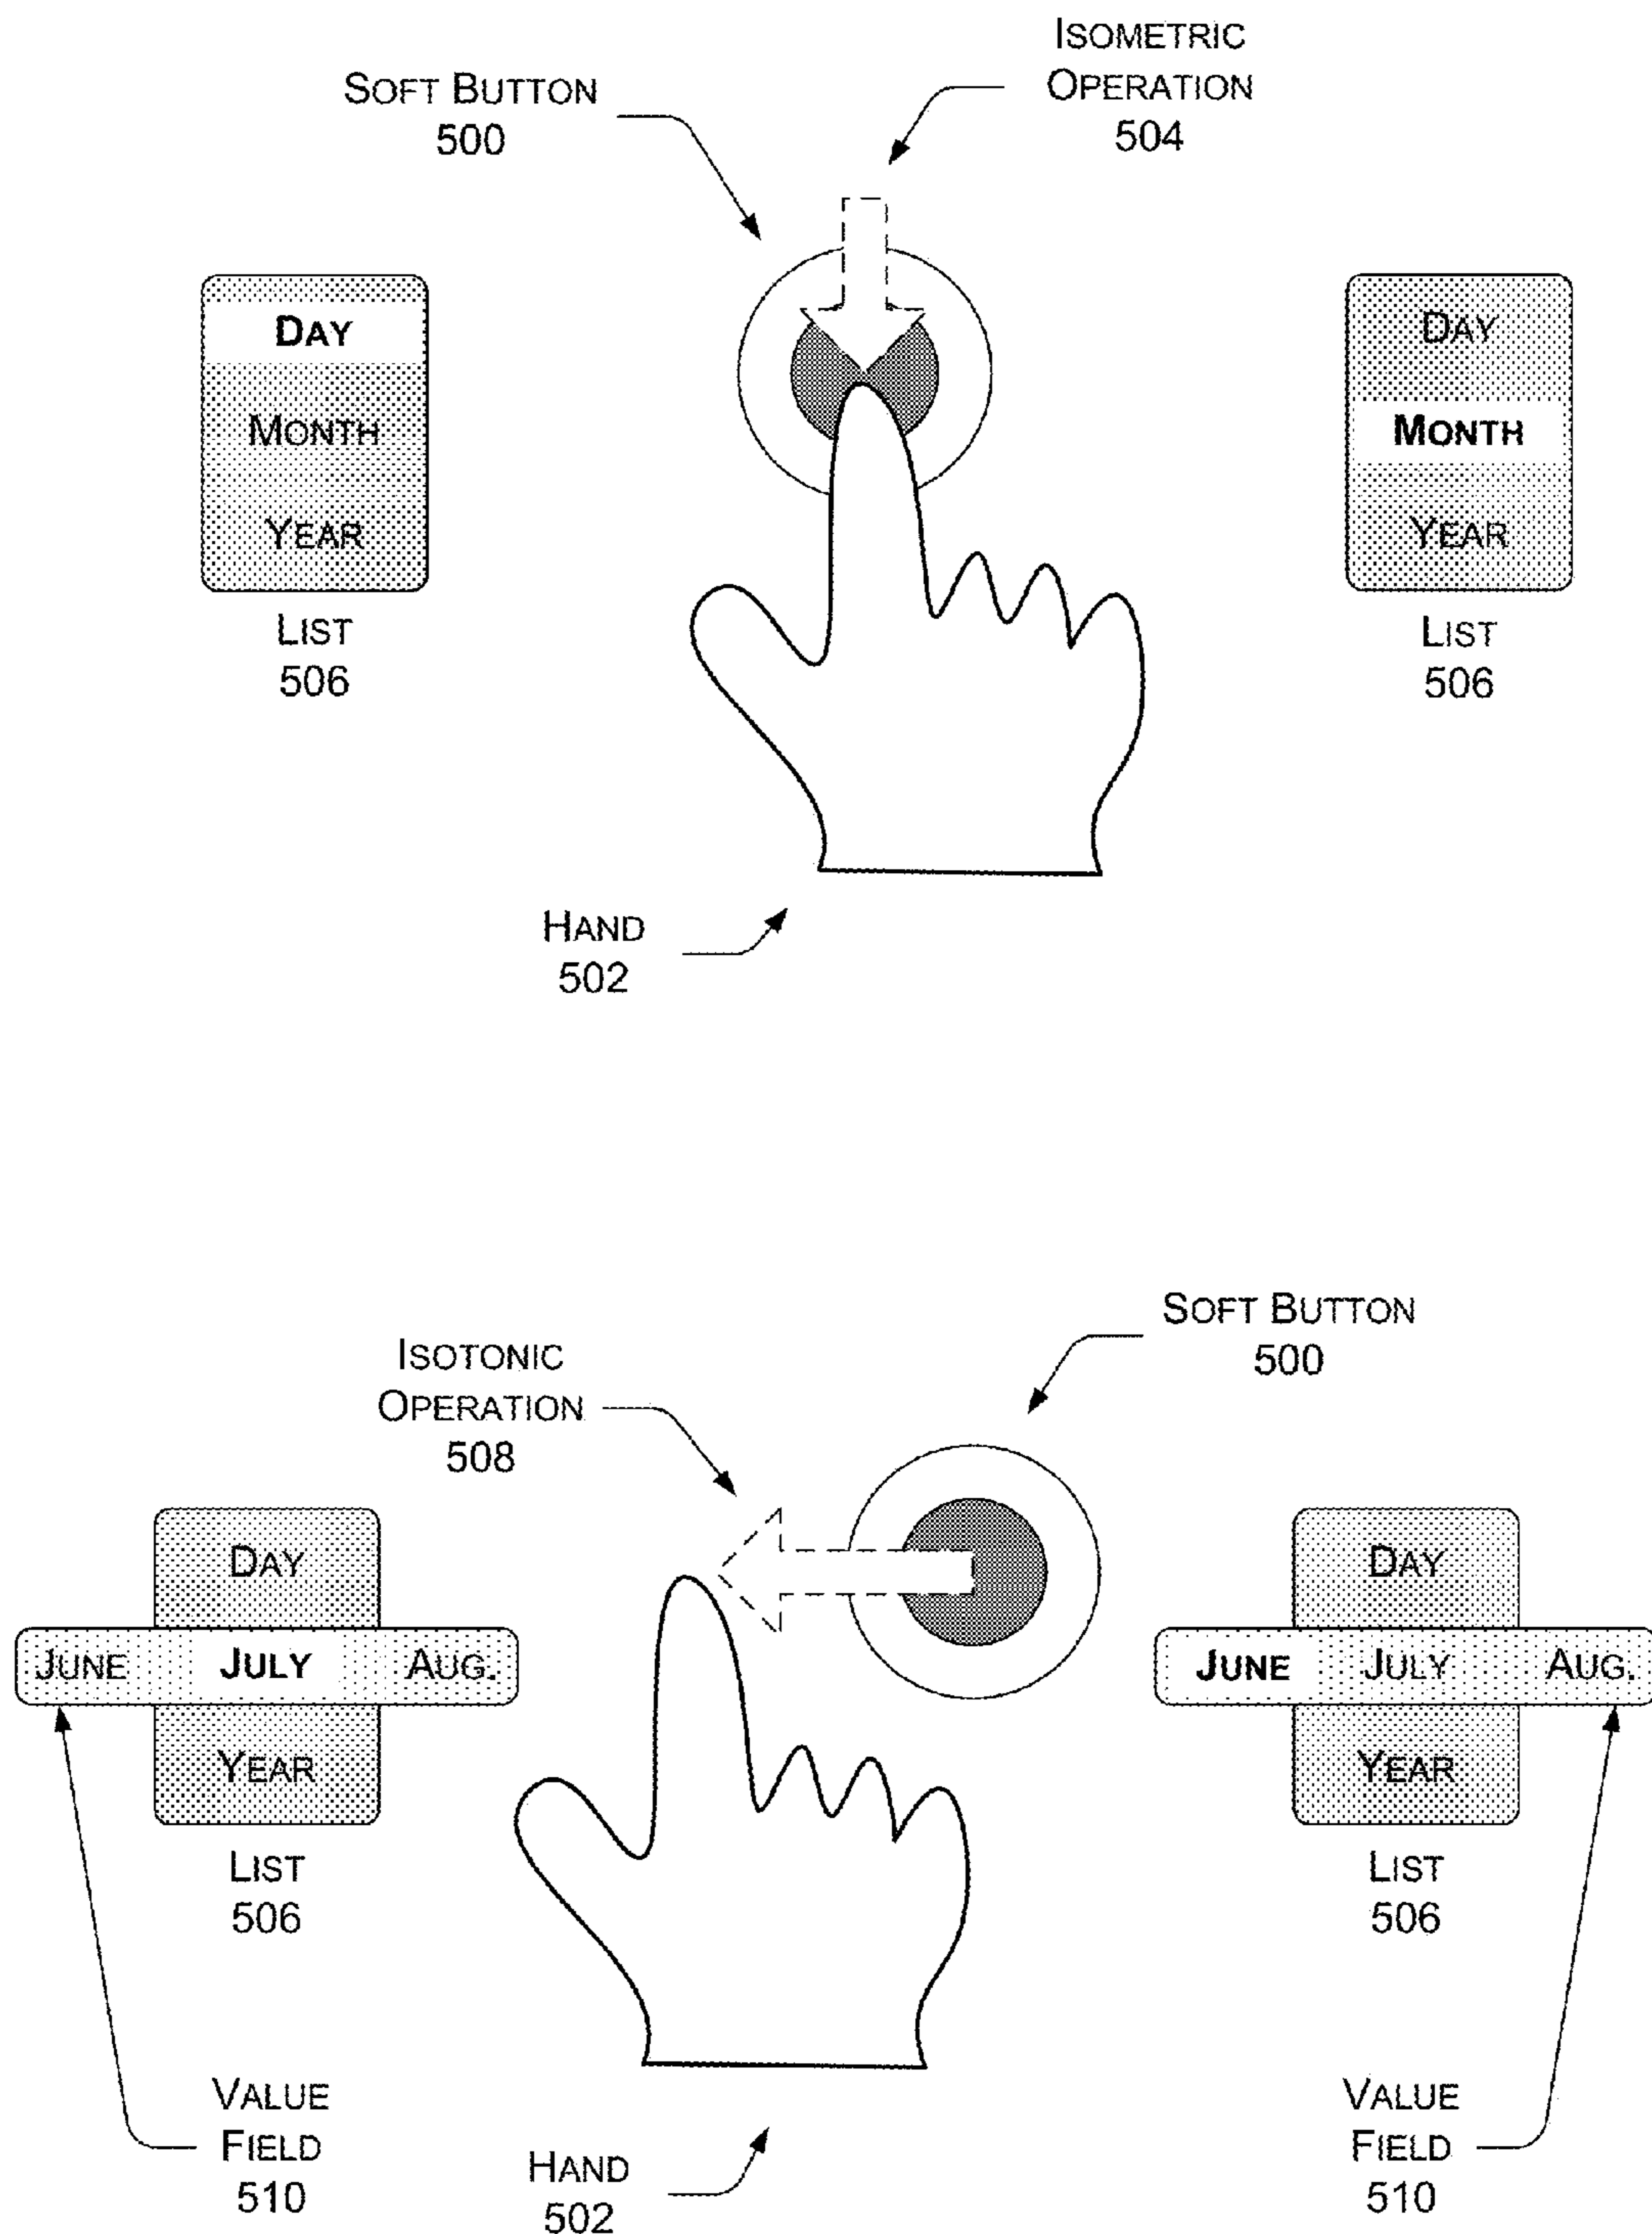 ISOMETRIC
OPERATION
504
SOFT BUTTON
500
DAY
MONTH
YEAR
LIST
506
DAY
MONTH
YEAR
LIST
506
HAND
502
SOFT BUTTON
500
ISOTONIC
OPERATION
508
DAY
JUNE JULY AUG.
YEAR
LIST
506
DAY
JUNE JULY AUG.
YEAR
LIST
506
VALUE
FIELD
510
HAND
502
VALUE
FIELD
510